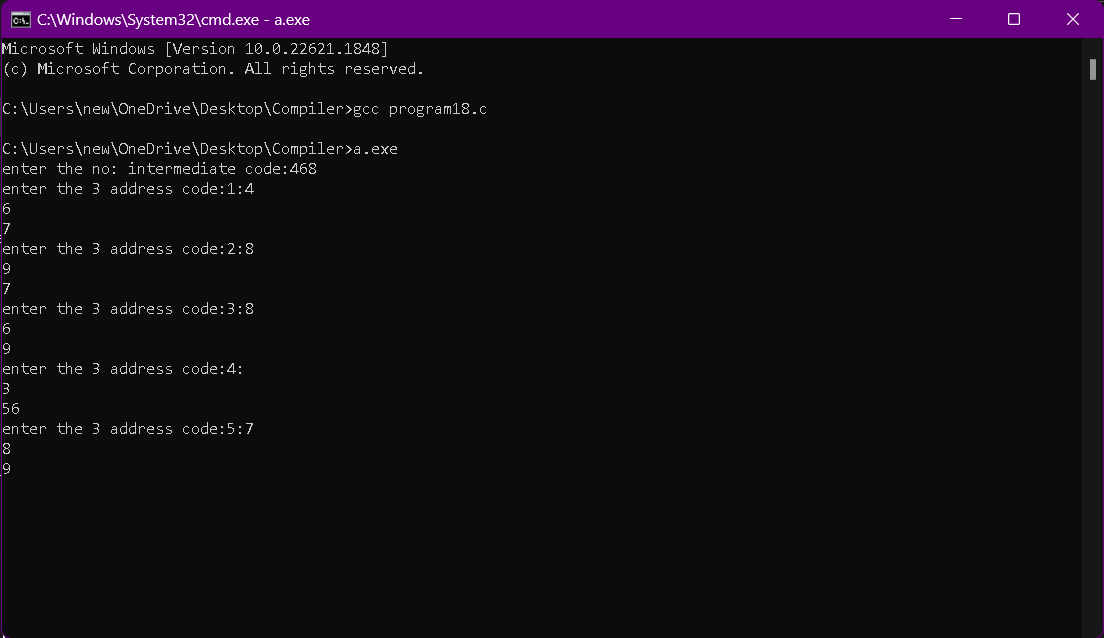 C:\Windows\System32\cmd.exe - a.exe
Microsoft Windows [Version 10.0.22621.1848]
(c) Microsoft Corporation. All rights reserved.
C:\Users\new\OneDrive\Desktop\Compiler>gcc program18.c
C:\Users\new\OneDrive\Desktop\Compiler>a.exe
enter the no: intermediate code:468
enter the 3 address code:1:4
6
7
enter the 3 address code:2:8
9
7
enter the 3 address code:3:8
6
9
enter the 3 address code:4:
3
56
enter the 3 address code:5:7
8
9